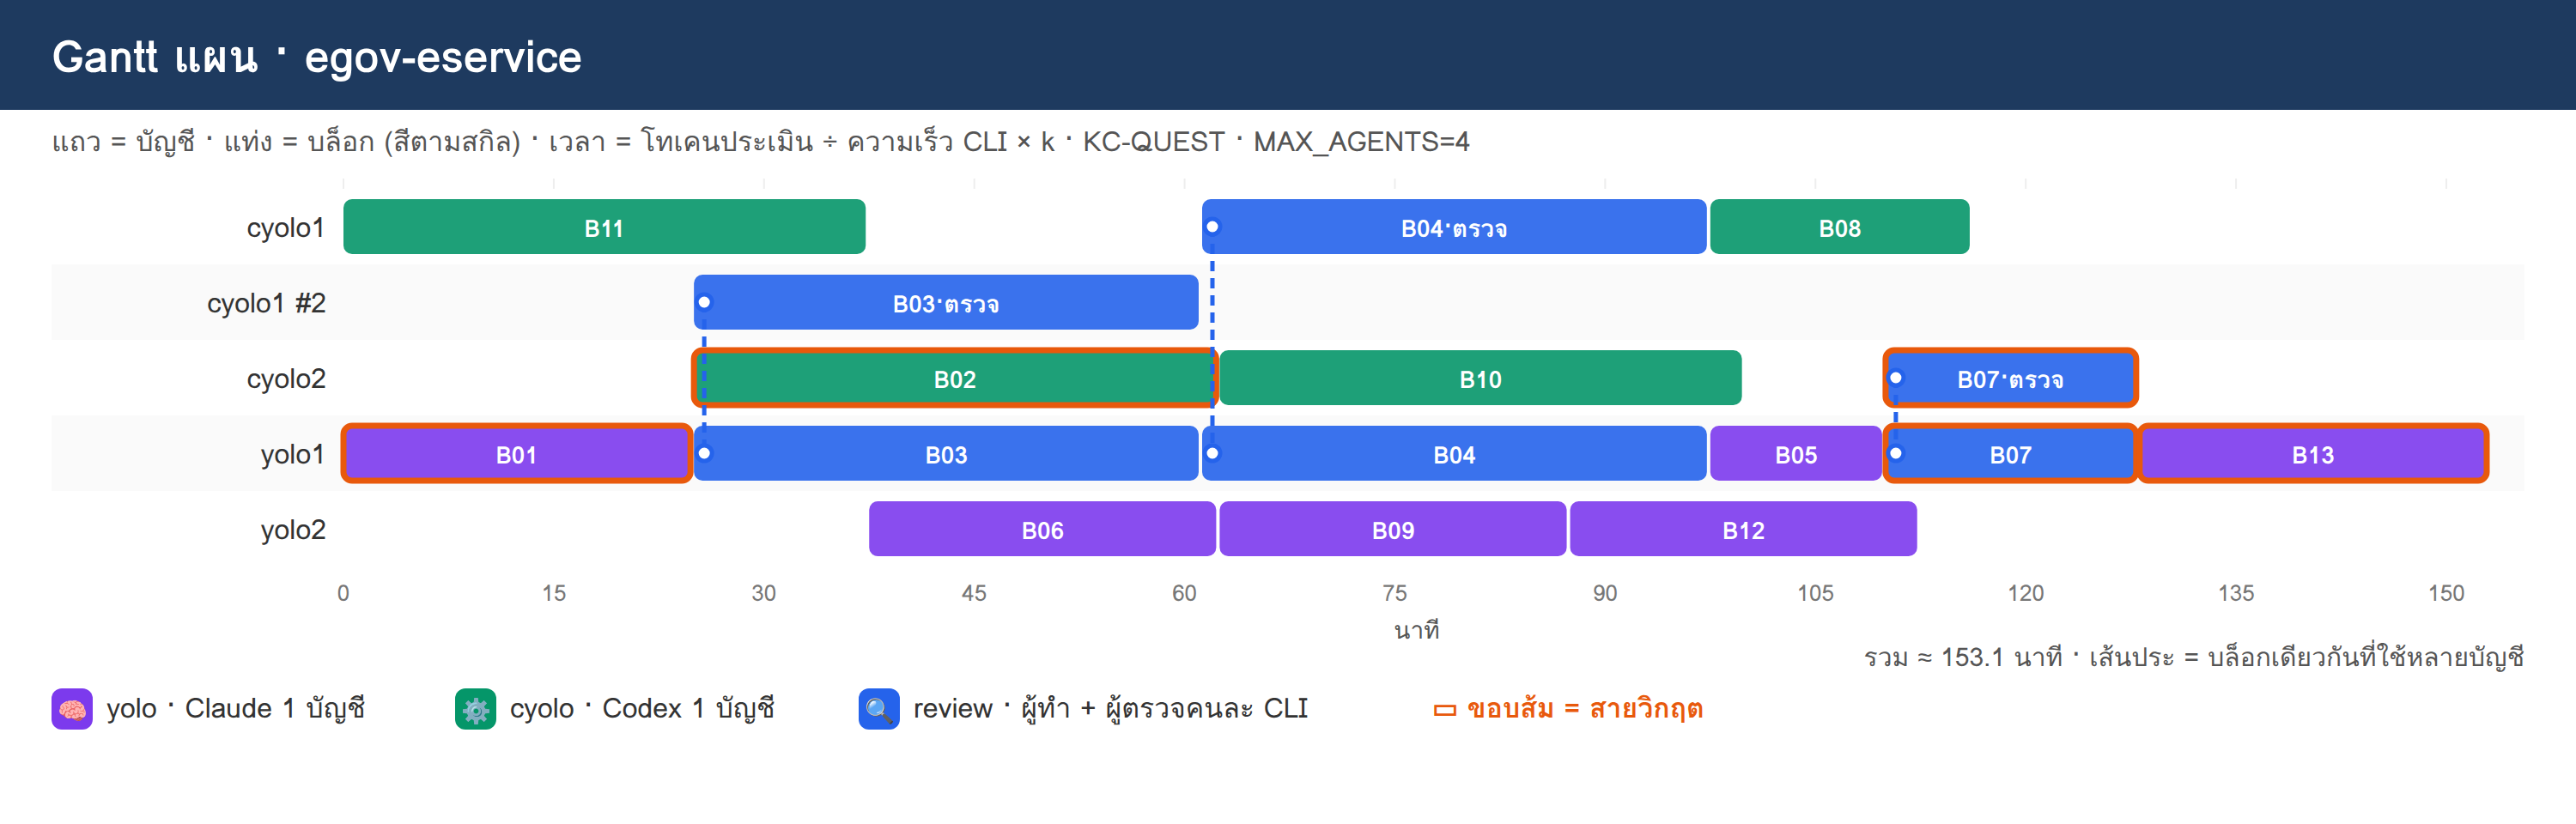 Gantt แผน · egov-eservice
แถว = บัญชี · แท่ง = บล็อก (สีตามสกิล) · เวลา = โทเคนประเมิน ÷ ความเร็ว CLI × k · KC-QUEST · MAX_AGENTS=4
cyolo1 B11 B04·ตรวจ B08
cyolo1 #2 B03·ตรวจ
cyolo2 B02 B10 B07·ตรวจ
yolo1 B01 B03 B04 B05 B07 B13
yolo2 B06 B09 B12
0 15 30 45 60 75 90 105 120 135 150
นาที
รวม ≈ 153.1 นาที · เส้นประ = บล็อกเดียวกันที่ใช้หลายบัญชี
yolo · Claude 1 บัญชี cyolo · Codex 1 บัญชี review · ผู้ทำ + ผู้ตรวจคนละ CLI ▭ ขอบส้ม = สายวิกฤต